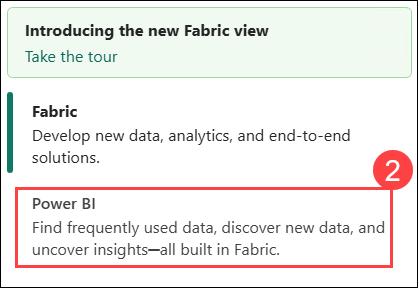 Introducing the new Fabric view
Take the tour
Fabric
Develop new data, analytics, and end-to-end
solutions.
2
Power BI
Find frequently used data, discover new data, and
uncover insights—all built in Fabric.